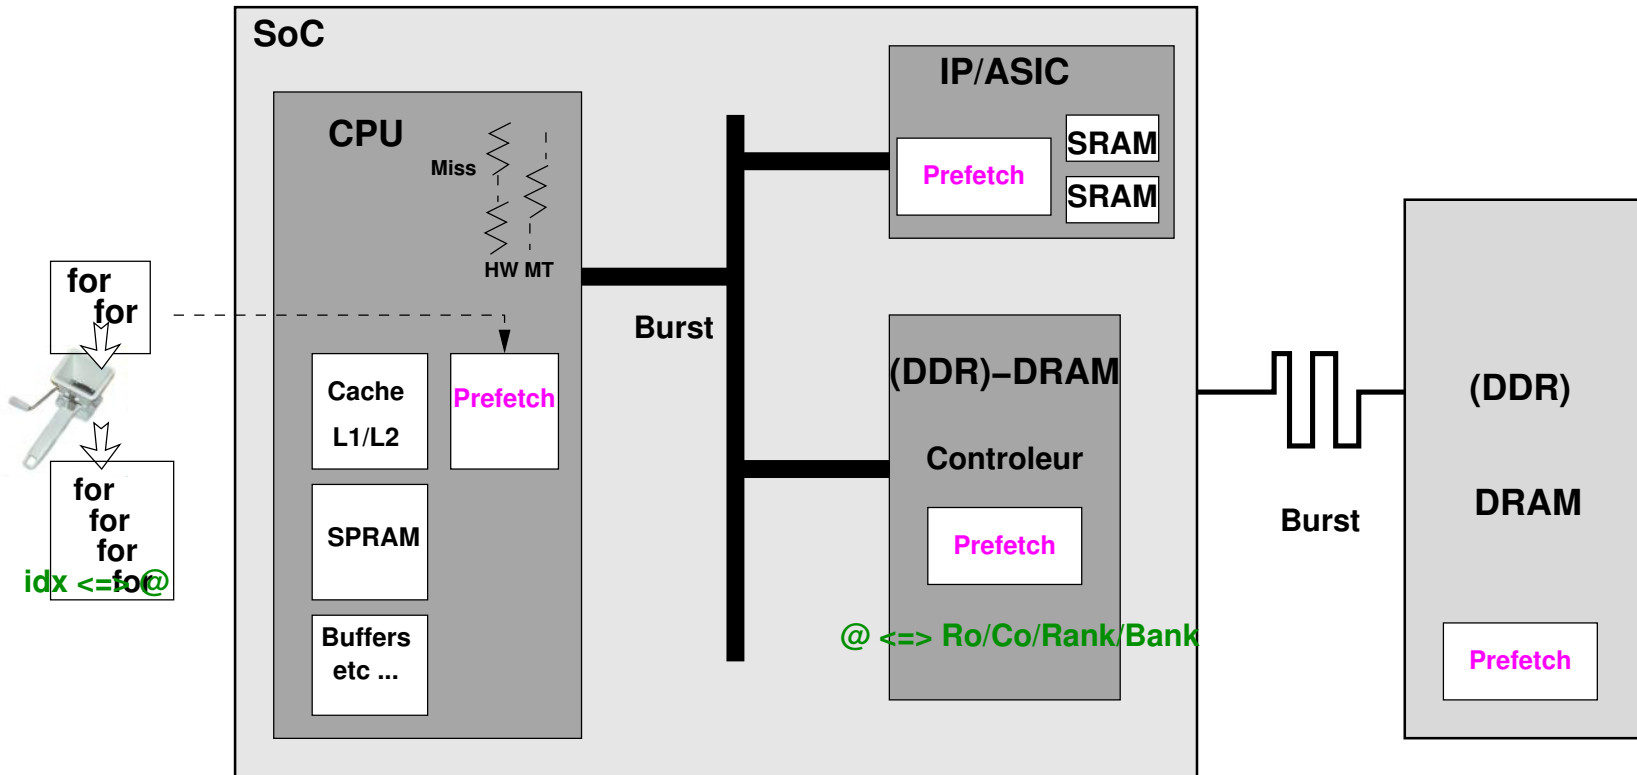 SoC
CPU
Miss
HW MT
Cache
L1/L2
Prefetch
SPRAM
Buffers
etc ...
for
for
for
for
for
for
idx <=> @
Burst
IP/ASIC
Prefetch
SRAM
SRAM
(DDR)–DRAM
Controleur
Prefetch
@ <=> Ro/Co/Rank/Bank
Burst
(DDR)
DRAM
Prefetch